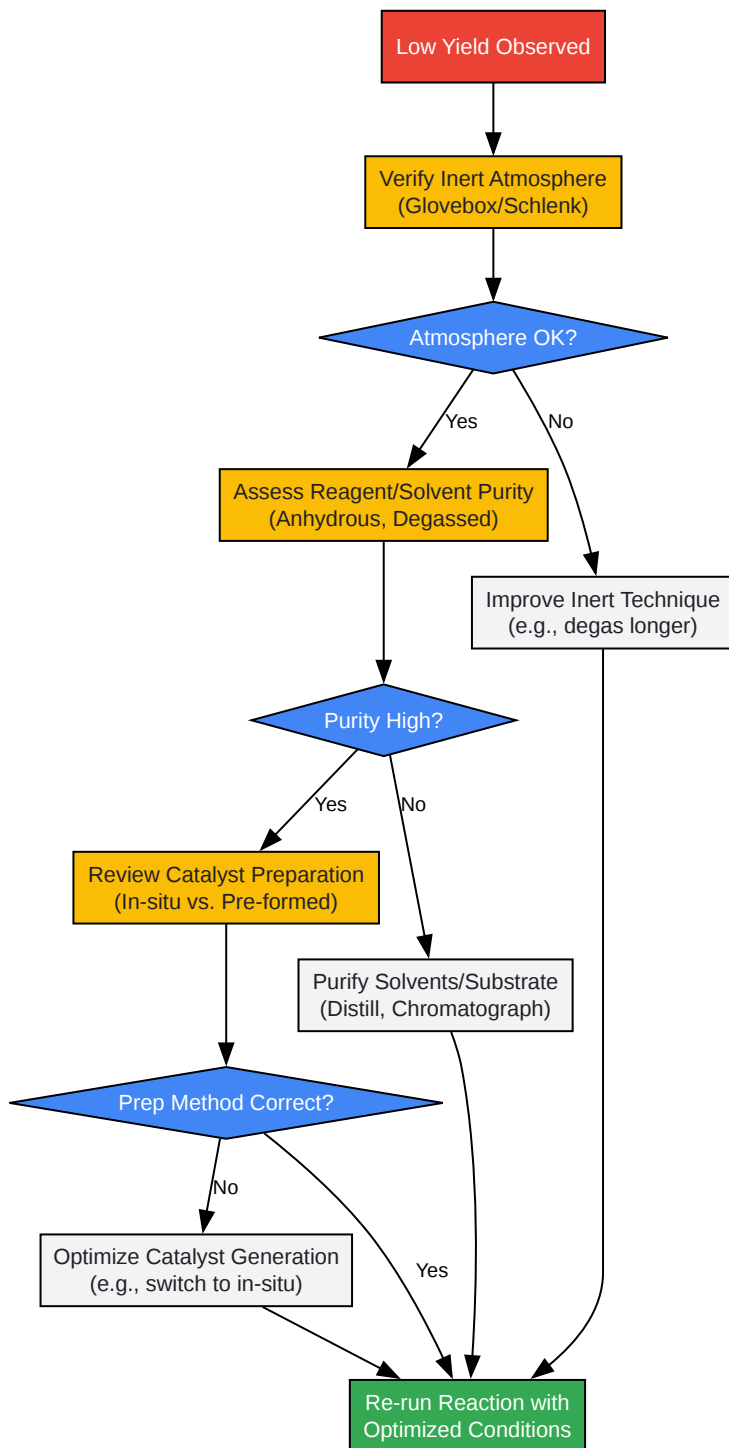 Low Yield Observed
Verify Inert Atmosphere
(Glovebox/Schlenk)
Atmosphere OK?
Yes
No
Assess Reagent/Solvent Purity
(Anhydrous, Degassed)
Improve Inert Technique
(e.g., degas longer)
Purity High?
Yes
No
Review Catalyst Preparation
(In-situ vs. Pre-formed)
Purify Solvents/Substrate
(Distill, Chromatograph)
Prep Method Correct?
No
Optimize Catalyst Generation
(e.g., switch to in-situ)
Yes
Re-run Reaction with
Optimized Conditions